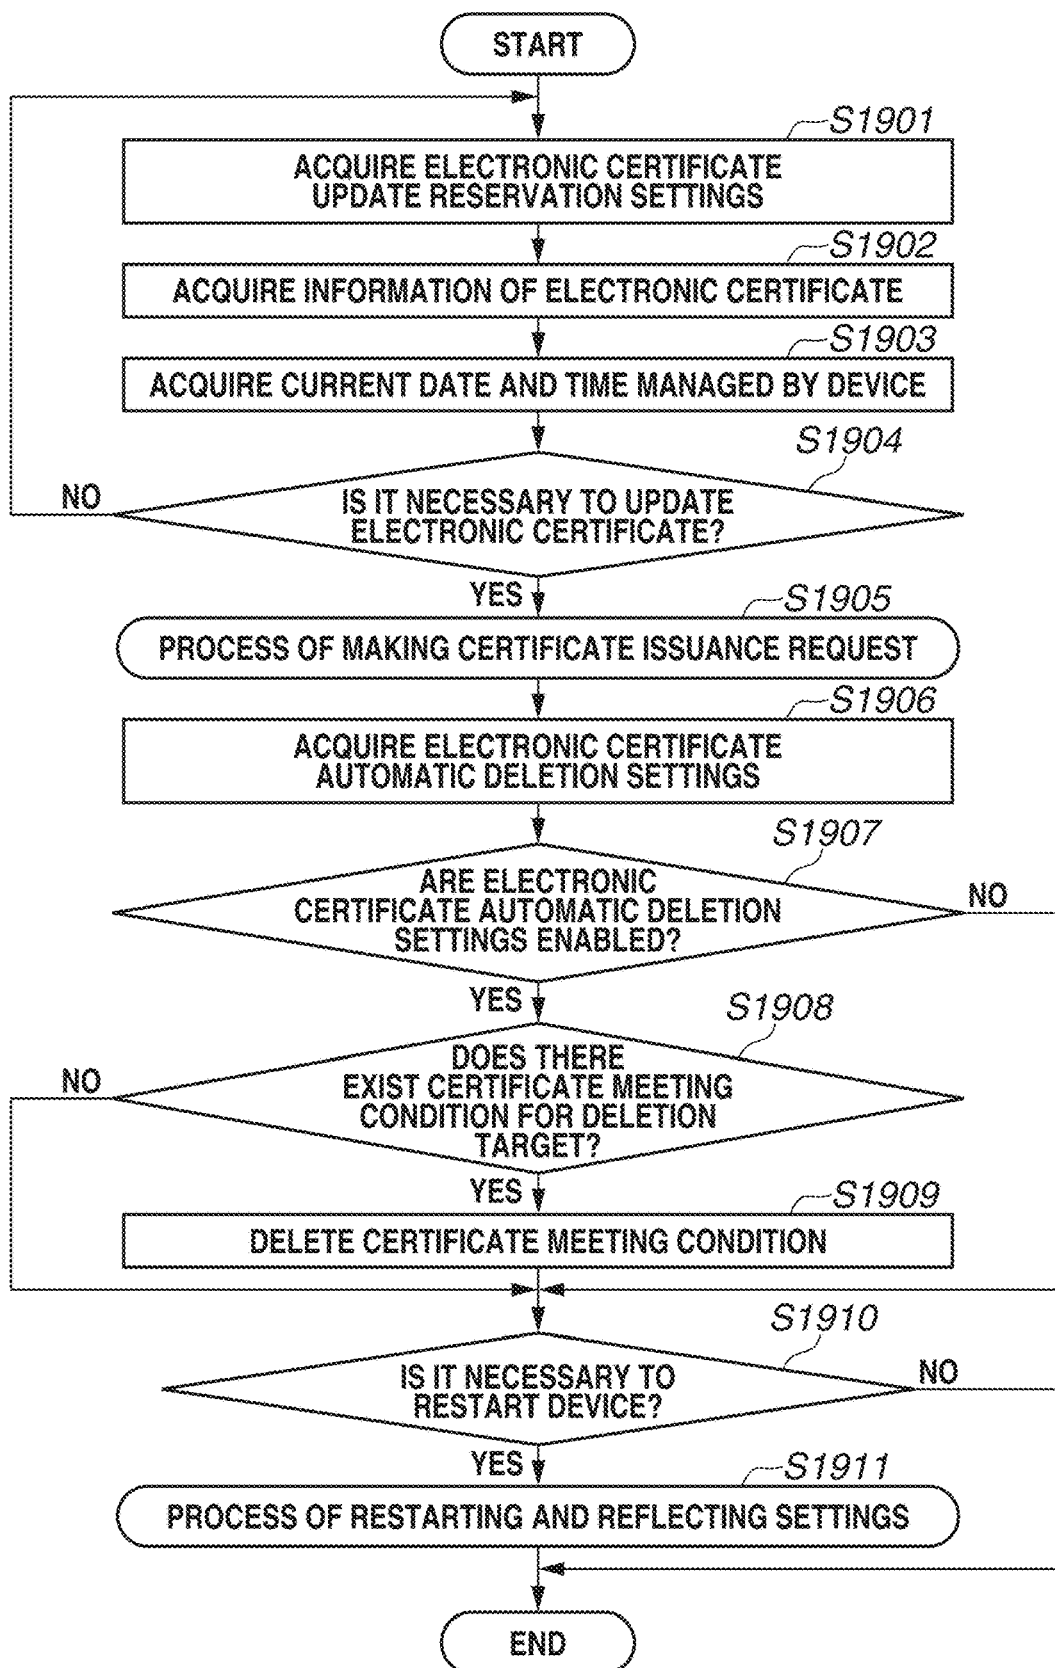 START
S1901
ACQUIRE ELECTRONIC CERTIFICATE
UPDATE RESERVATION SETTINGS
S1902
ACQUIRE INFORMATION OF ELECTRONIC CERTIFICATE
S1903
ACQUIRE CURRENT DATE AND TIME MANAGED BY DEVICE
S1904
NO
IS IT NECESSARY TO UPDATE
ELECTRONIC CERTIFICATE?
YES
S1905
PROCESS OF MAKING CERTIFICATE ISSUANCE REQUEST
S1906
ACQUIRE ELECTRONIC CERTIFICATE
AUTOMATIC DELETION SETTINGS
S1907
ARE ELECTRONIC
CERTIFICATE AUTOMATIC DELETION
SETTINGS ENABLED?
NO
YES
S1908
NO
DOES THERE
EXIST CERTIFICATE MEETING
CONDITION FOR DELETION
TARGET?
YES
S1909
DELETE CERTIFICATE MEETING CONDITION
S1910
IS IT NECESSARY TO
RESTART DEVICE?
NO
YES
S1911
PROCESS OF RESTARTING AND REFLECTING SETTINGS
END